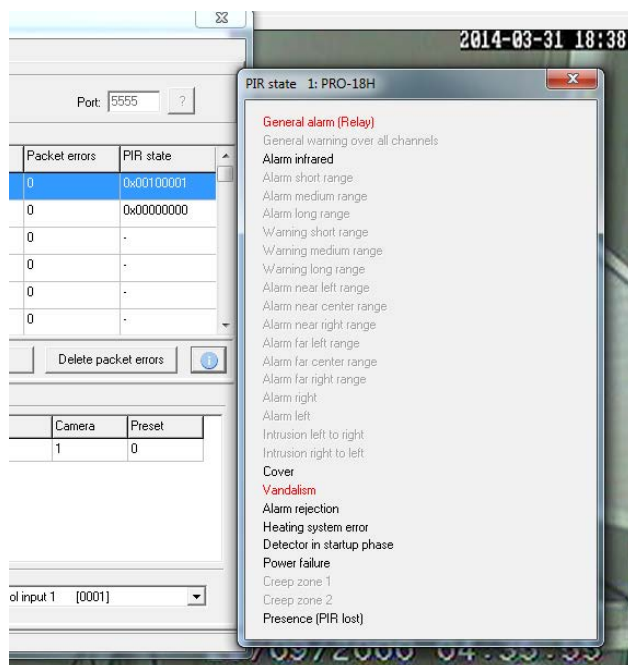 2014-03-31 18:38
Port: 5555 ?
Packet errors PIR state
0 0x00100001
0 0x00000000
0 -
0 -
0 -
0 -
Delete packet errors
Camera Preset
1 0
ol input 1 [0001]
PIR state 1: PRO-18H
General alarm (Relay)
General warning over all channels
Alarm infrared
Alarm short range
Alarm medium range
Alarm long range
Warning short range
Warning medium range
Warning long range
Alarm near left range
Alarm near center range
Alarm near right range
Alarm far left range
Alarm far center range
Alarm far right range
Alarm right
Alarm left
Intrusion left to right
Intrusion right to left
Cover
Vandalism
Alarm rejection
Heating system error
Detector in startup phase
Power failure
Creep zone 1
Creep zone 2
Presence (PIR lost)